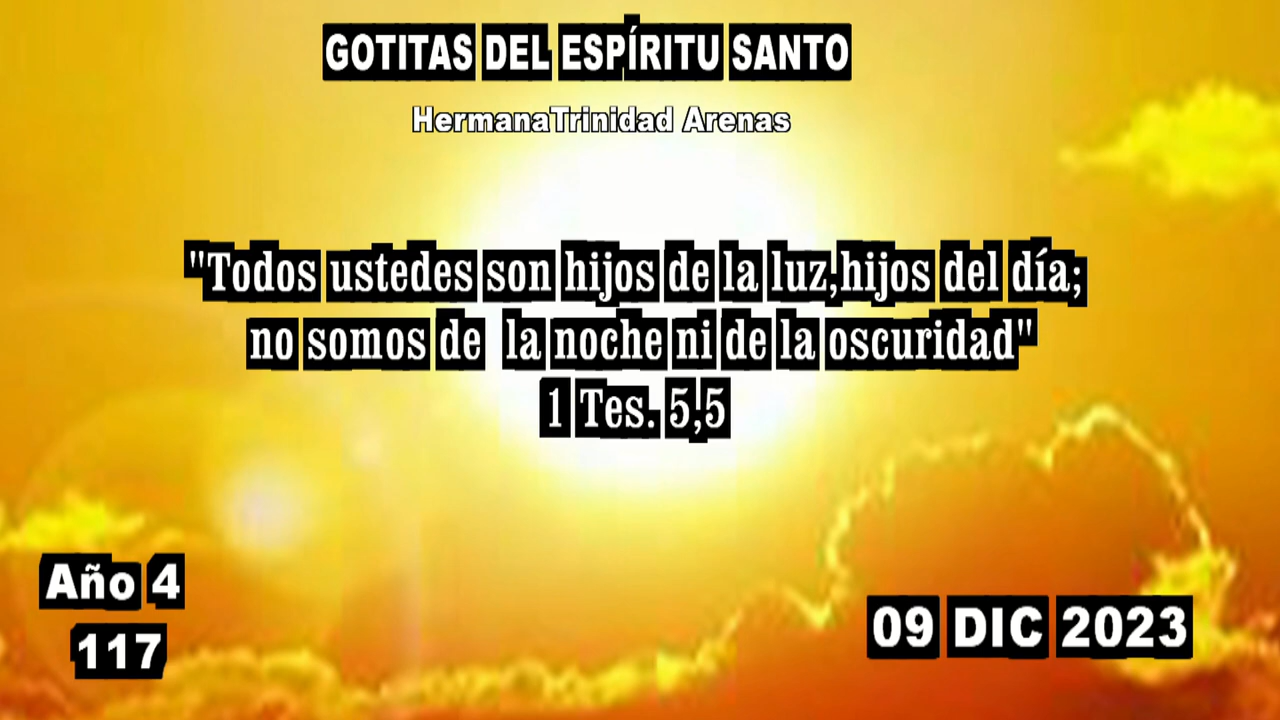 GOTITAS DEL ESPÍRITU SANTO
HermanaTrinidad Arenas
"Todos ustedes son hijos de la luz,hijos del día;
no somos de la noche ni de la oscuridad"
1 Tes. 5,5
Año 4
117
09 DIC 2023